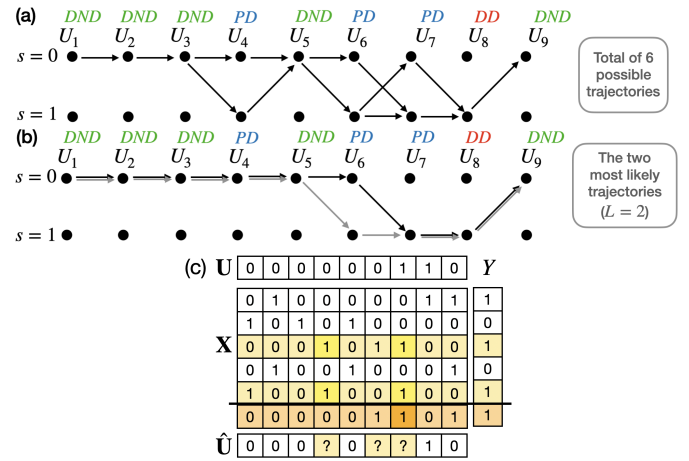 (a) DND DND DND PD DND PD PD DD DND
U1 U2 U3 U4 U5 U6 U7 U8 U9
s = 0
s = 1
Total of 6
possible
trajectories
(b) DND DND DND PD DND PD PD DD DND
U1 U2 U3 U4 U5 U6 U7 U8 U9
s = 0
s = 1
The two
most likely
trajectories
(L = 2)
(c) U 0 0 0 0 0 0 1 1 0 Y
0 1 0 0 0 0 0 1 1 1
1 0 1 0 1 0 0 0 0 0
X 0 0 0 1 0 1 1 0 0 1
0 1 0 0 1 0 0 0 1 0
1 0 0 1 0 0 1 0 0 1
0 0 0 0 0 1 1 0 1 1
Û 0 0 0 ? 0 ? ? 1 0